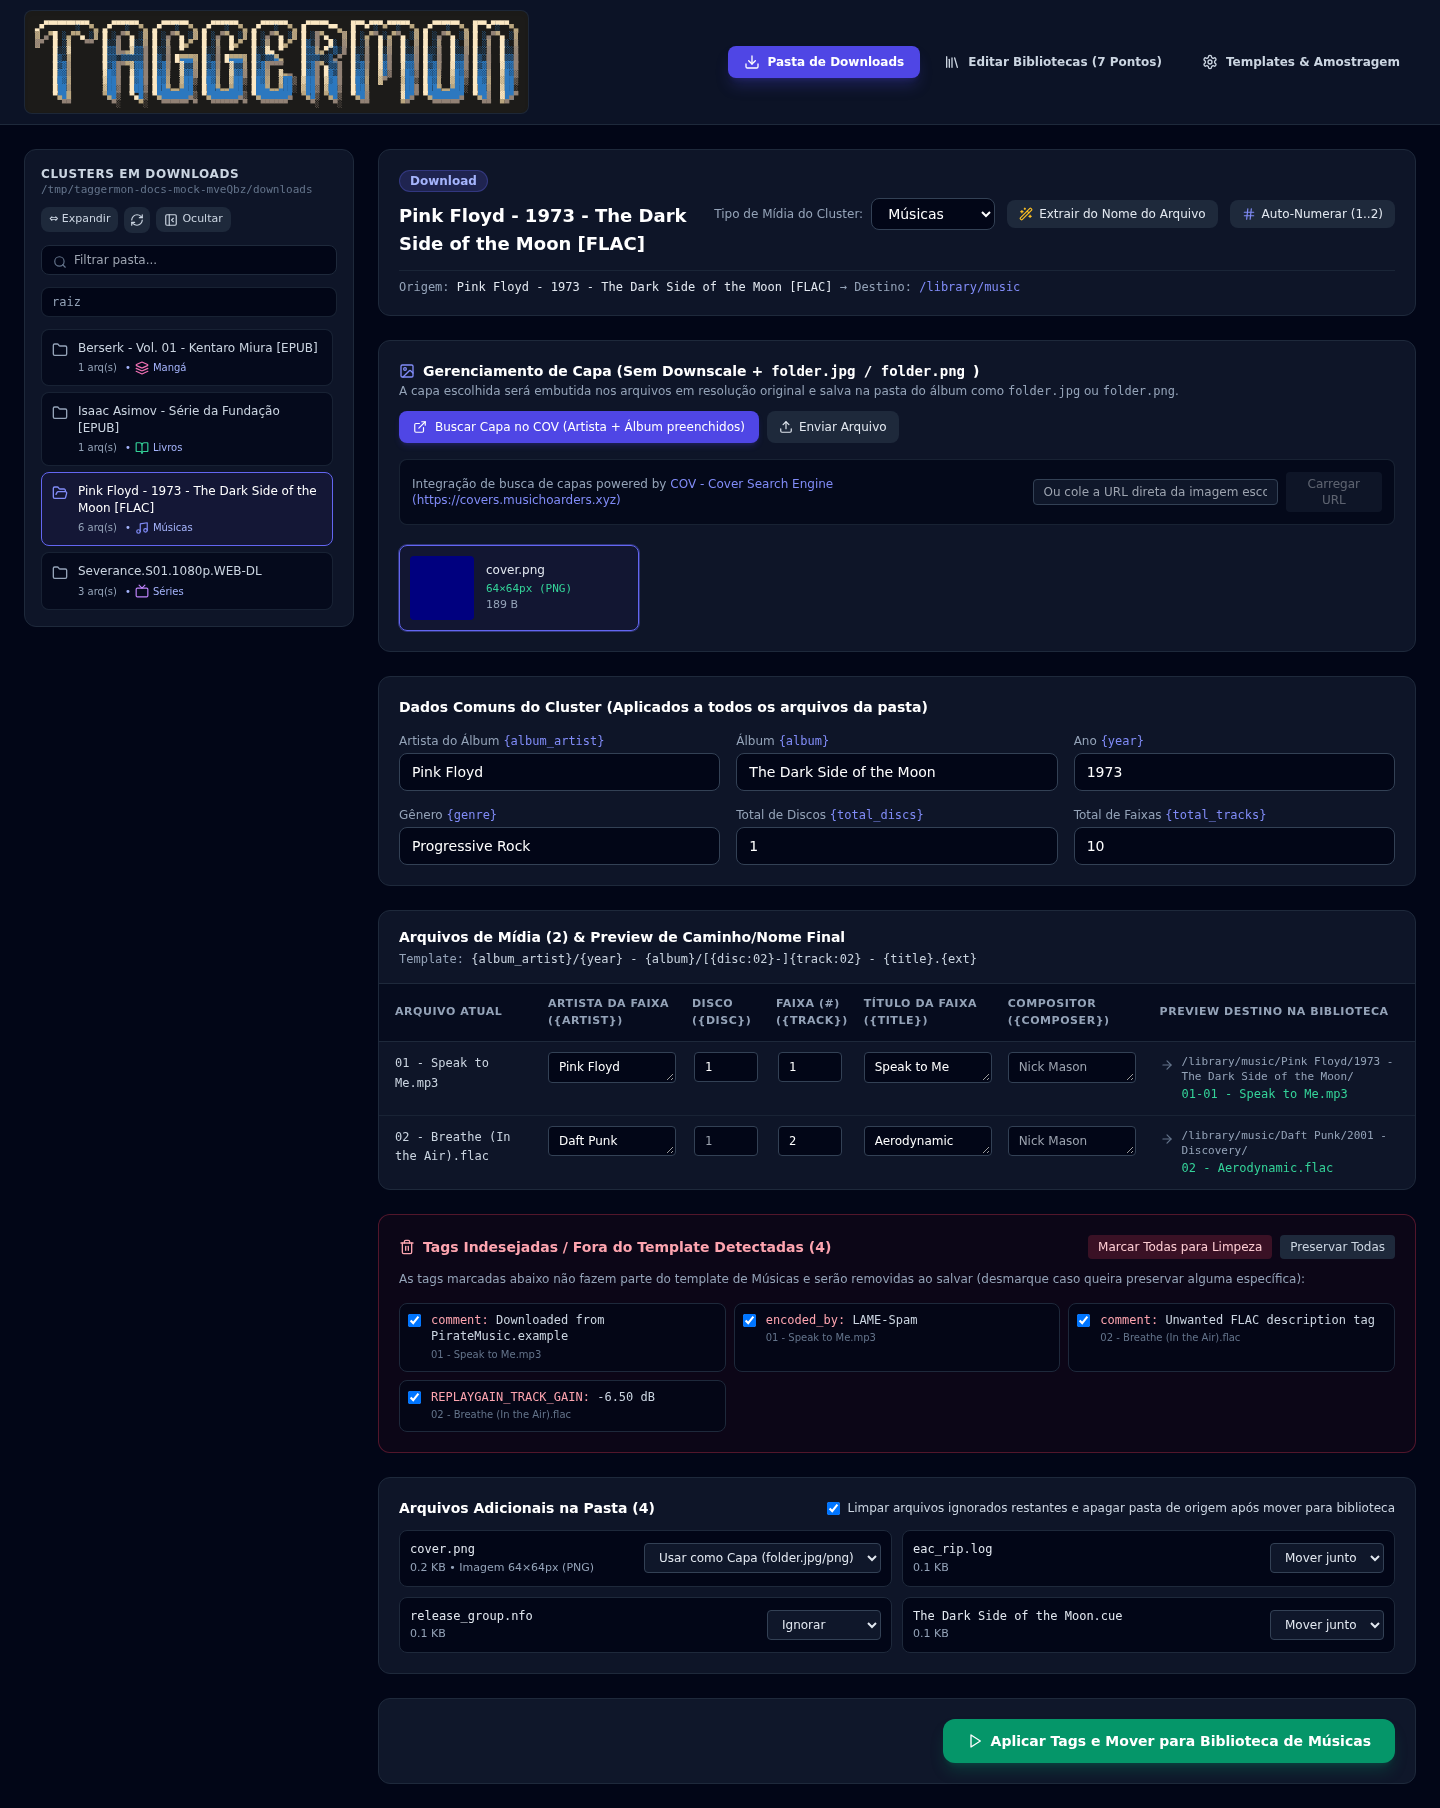 TAGGERMON
Pasta de Downloads
Editar Bibliotecas (7 Pontos)
Templates & Amostragem
CLUSTERS EM DOWNLOADS
/tmp/taggermon-docs-mock-mveQbz/downloads
⇔ Expandir
Ocultar
Filtrar pasta...
raiz
Berserk - Vol. 01 - Kentaro Miura [EPUB]
1 arq(s) • Mangá
Isaac Asimov - Série da Fundação
[EPUB]
1 arq(s) • Livros
Pink Floyd - 1973 - The Dark Side of the
Moon [FLAC]
6 arq(s) • Músicas
Severance.S01.1080p.WEB-DL
3 arq(s) • Séries
Download
Pink Floyd - 1973 - The Dark
Side of the Moon [FLAC]
Tipo de Mídia do Cluster:
Músicas
Extrair do Nome do Arquivo
Auto-Numerar (1..2)
Origem: Pink Floyd - 1973 - The Dark Side of the Moon [FLAC] → Destino: /library/music
Gerenciamento de Capa (Sem Downscale + folder.jpg / folder.png )
A capa escolhida será embutida nos arquivos em resolução original e salva na pasta do álbum como folder.jpg ou folder.png.
Buscar Capa no COV (Artista + Álbum preenchidos)
Enviar Arquivo
Integração de busca de capas powered by COV - Cover Search Engine
(https://covers.musichoarders.xyz)
Ou cole a URL direta da imagem escc
Carregar
URL
cover.png
64×64px (PNG)
189 B
Dados Comuns do Cluster (Aplicados a todos os arquivos da pasta)
Artista do Álbum {album_artist}
Álbum {album}
Ano {year}
Pink Floyd
The Dark Side of the Moon
1973
Gênero {genre}
Total de Discos {total_discs}
Total de Faixas {total_tracks}
Progressive Rock
1
10
Arquivos de Mídia (2) & Preview de Caminho/Nome Final
Template: {album_artist}/{year} - {album}/[{disc:02}-]{track:02} - {title}.{ext}
ARQUIVO ATUAL
ARTISTA DA FAIXA
({ARTIST})
DISCO
({DISC})
FAIXA (#)
({TRACK})
TÍTULO DA FAIXA
({TITLE})
COMPOSITOR
({COMPOSER})
PREVIEW DESTINO NA BIBLIOTECA
01 - Speak to
Me.mp3
Pink Floyd
1
1
Speak to Me
Nick Mason
→ /library/music/Pink Floyd/1973 -
The Dark Side of the Moon/
01-01 - Speak to Me.mp3
02 - Breathe (In
the Air).flac
Daft Punk
1
2
Aerodynamic
Nick Mason
→ /library/music/Daft Punk/2001 -
Discovery/
02 - Aerodynamic.flac
Tags Indesejadas / Fora do Template Detectadas (4)
Marcar Todas para Limpeza
Preservar Todas
As tags marcadas abaixo não fazem parte do template de Músicas e serão removidas ao salvar (desmarque caso queira preservar alguma específica):
comment: Downloaded from
PirateMusic.example
01 - Speak to Me.mp3
encoded_by: LAME-Spam
01 - Speak to Me.mp3
comment: Unwanted FLAC description tag
02 - Breathe (In the Air).flac
REPLAYGAIN_TRACK_GAIN: -6.50 dB
02 - Breathe (In the Air).flac
Arquivos Adicionais na Pasta (4)
Limpar arquivos ignorados restantes e apagar pasta de origem após mover para biblioteca
cover.png
0.2 KB • Imagem 64×64px (PNG)
Usar como Capa (folder.jpg/png)
eac_rip.log
0.1 KB
Mover junto
release_group.nfo
0.1 KB
Ignorar
The Dark Side of the Moon.cue
0.1 KB
Mover junto
Aplicar Tags e Mover para Biblioteca de Músicas